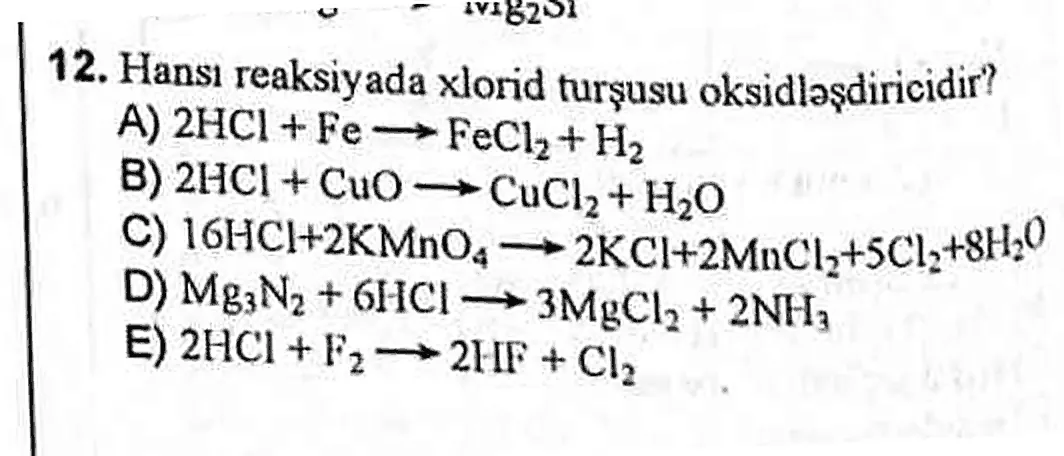 Mg₂Si
12. Hansı reaksiyada xlorid turşusu oksidləşdiricidir?
A) 2HCl + Fe ⟶ FeCl₂ + H₂
B) 2HCl + CuO ⟶ CuCl₂ + H₂O
C) 16HCl+2KMnO₄ ⟶ 2KCl+2MnCl₂+5Cl₂+8H₂O
D) Mg₃N₂ + 6HCl ⟶ 3MgCl₂ + 2NH₃
E) 2HCl + F₂ ⟶ 2HF + Cl₂